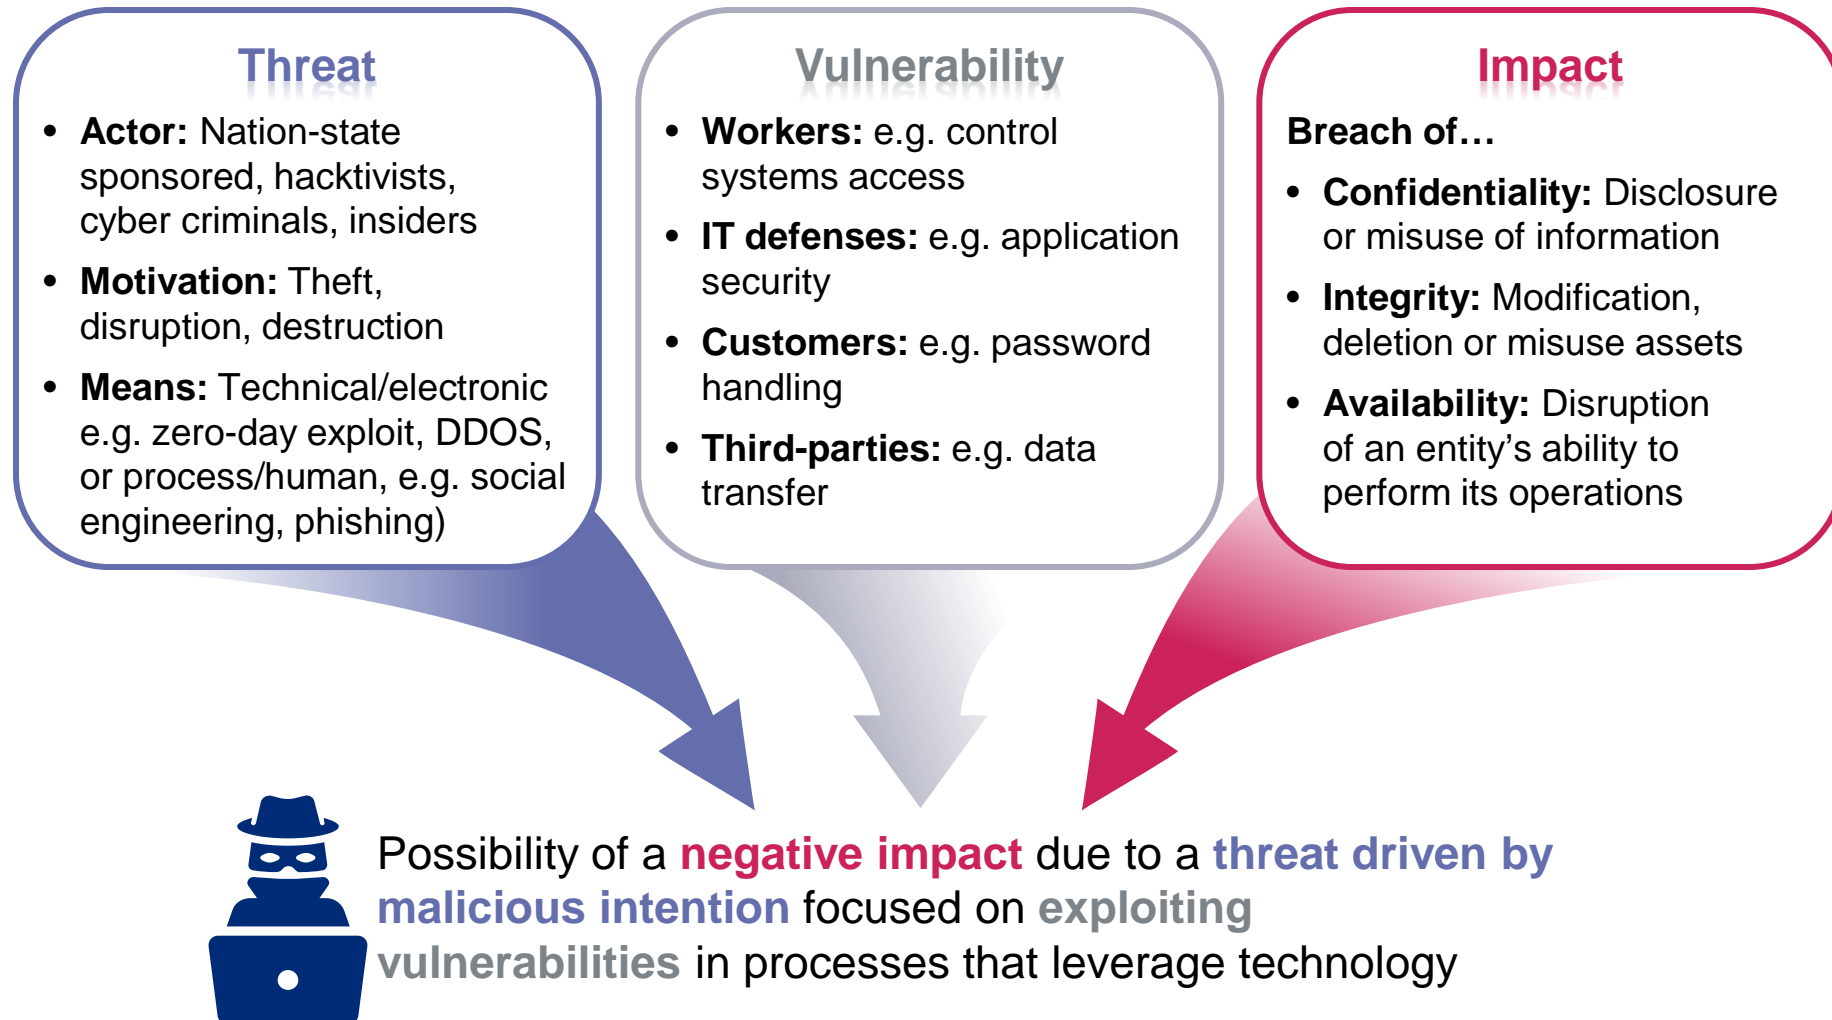 Threat
• Actor: Nation-state
sponsored, hacktivists,
cyber criminals, insiders
• Motivation: Theft,
disruption, destruction
• Means: Technical/electronic
e.g. zero-day exploit, DDOS,
or process/human, e.g. social
engineering, phishing)
Vulnerability
• Workers: e.g. control
systems access
• IT defenses: e.g. application
security
• Customers: e.g. password
handling
• Third-parties: e.g. data
transfer
Impact
Breach of…
• Confidentiality: Disclosure
or misuse of information
• Integrity: Modification,
deletion or misuse assets
• Availability: Disruption
of an entity’s ability to
perform its operations
Possibility of a negative impact due to a threat driven by
malicious intention focused on exploiting
vulnerabilities in processes that leverage technology